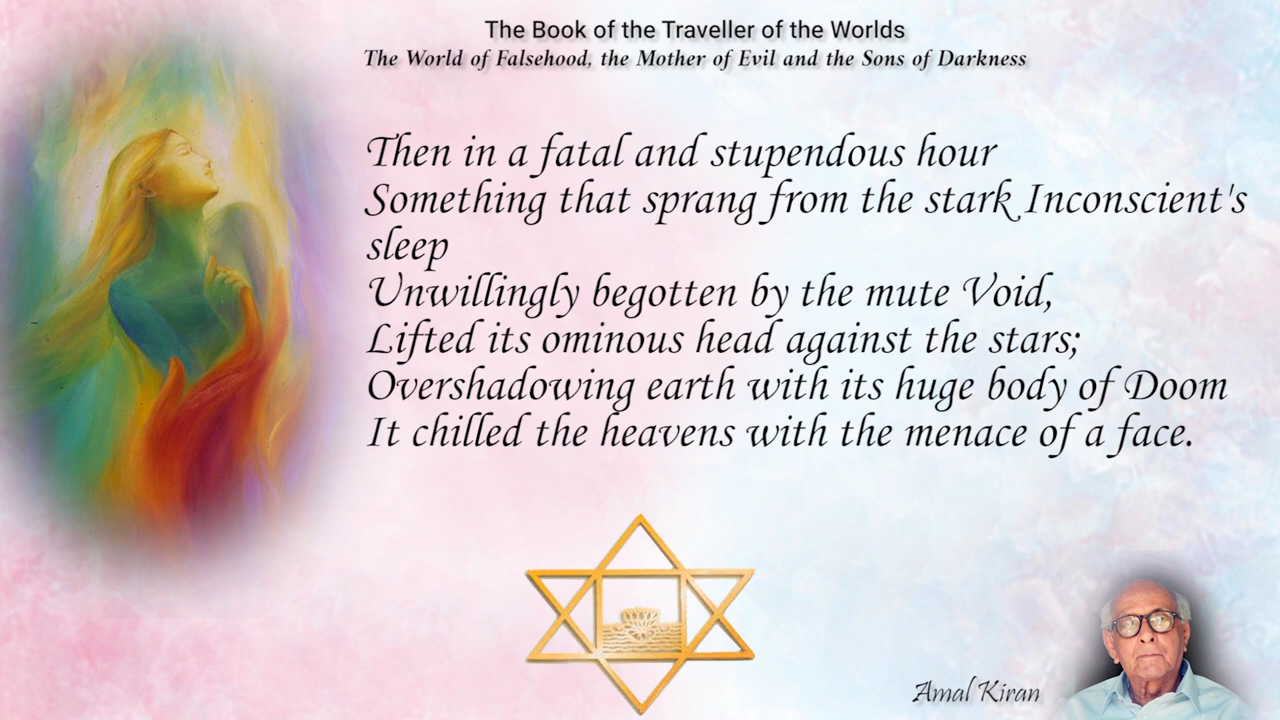 The Book of the Traveller of the Worlds
The World of Falsehood, the Mother of Evil and the Sons of Darkness
Then in a fatal and stupendous hour
Something that sprang from the stark Inconscient's
sleep
Unwillingly begotten by the mute Void,
Lifted its ominous head against the stars;
Overshadowing earth with its huge body of Doom
It chilled the heavens with the menace of a face.
Amal Kiran